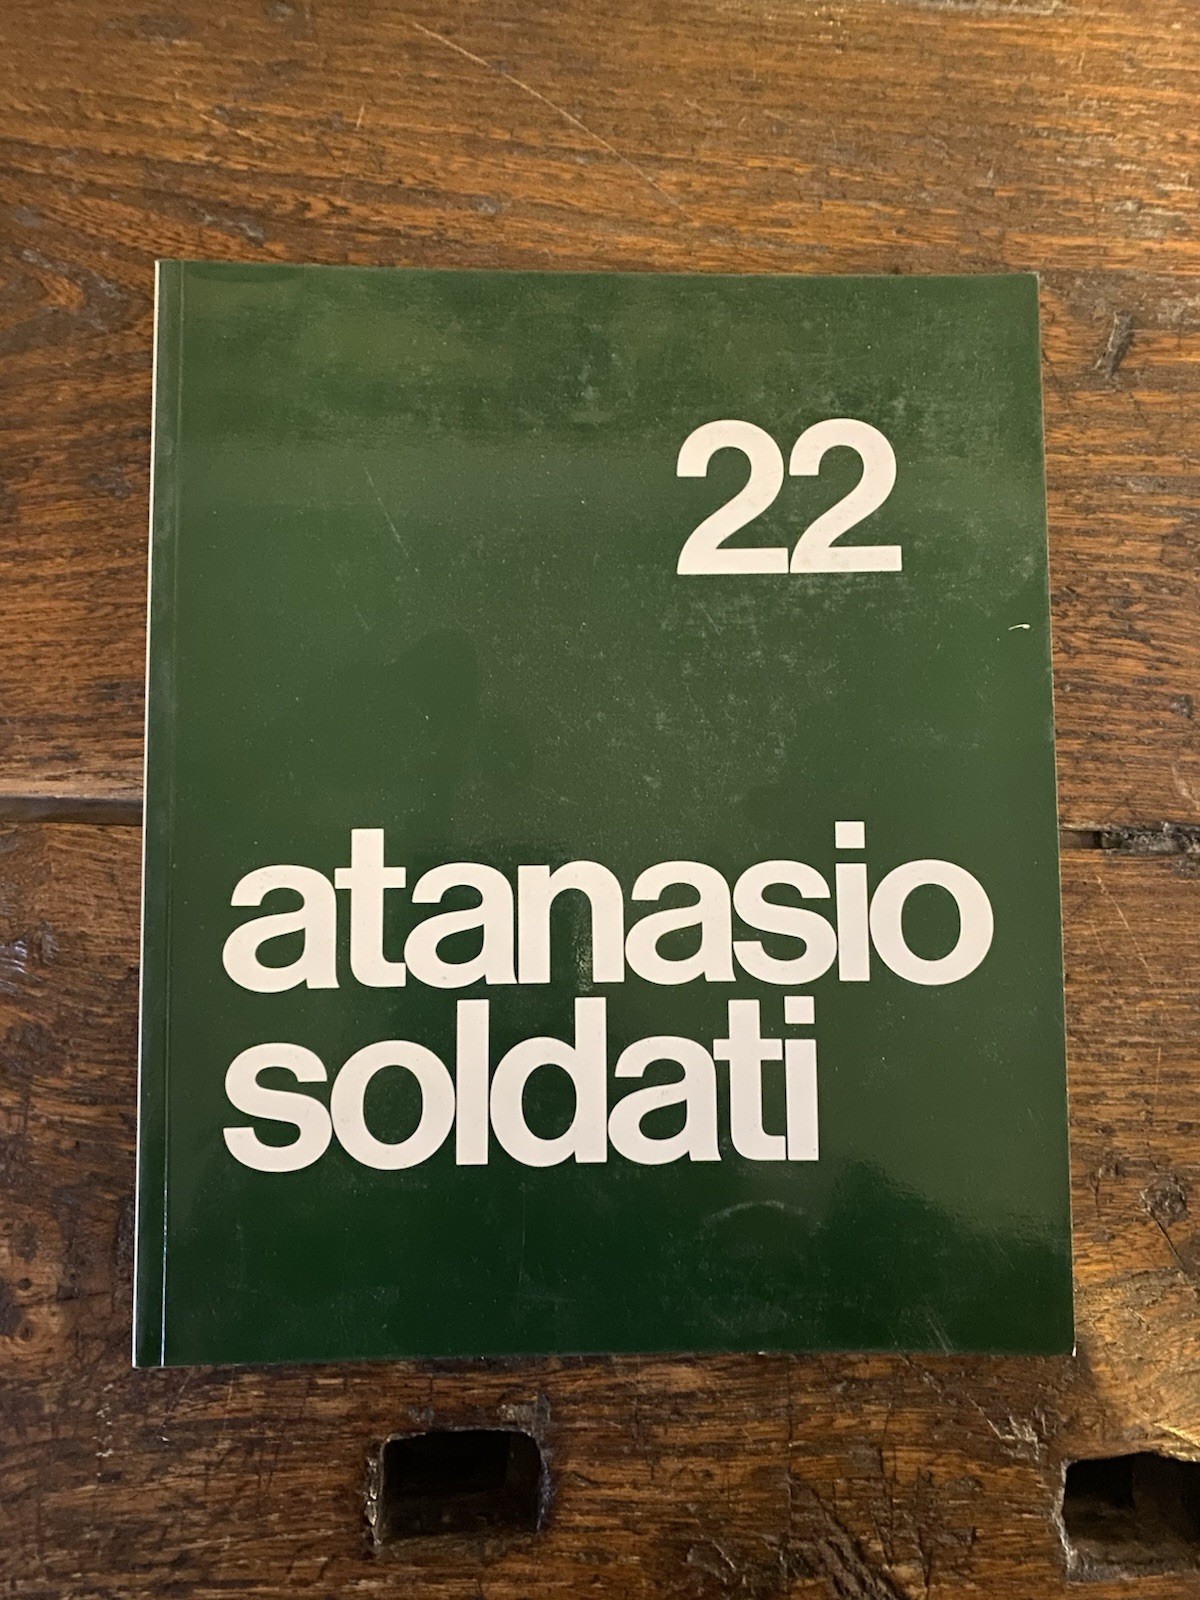 22
atanasio
soldati